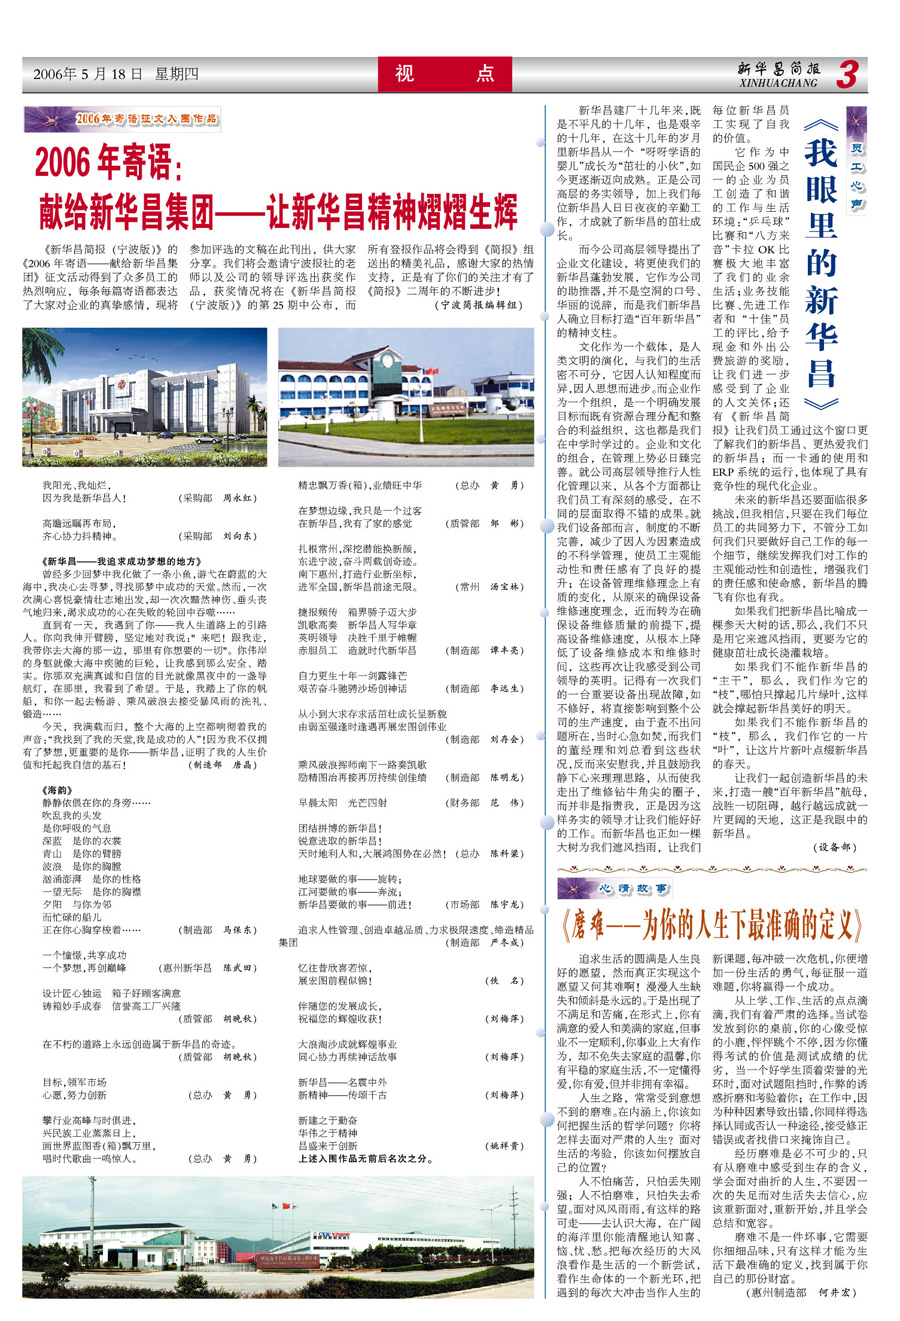 2006年 5 月 18 日 星期四
视 点
新华昌简报
XINHUACHANG
3
2006年寄语征文入围作品
2006 年寄语:
献给新华昌集团——让新华昌精神熠熠生辉
《新华昌简报（宁波版）》的
《2006 年寄语——献给新华昌集
团》征文活动得到了众多员工的
热烈响应，每条每篇寄语都表达
了大家对企业的真挚感情，现将
参加评选的文稿在此刊出，供大家
分享。我们将会邀请宁波报社的老
师以及公司的领导评选出获奖作
品，获奖情况将在《新华昌简报
（宁波版）》的第 25 期中公布，而
所有登报作品将会得到《简报》组
送出的精美礼品，感谢大家的热情
支持，正是有了你们的关注才有了
《简报》二周年的不断进步！
（宁波简报编辑组）
我阳光、我灿烂，
因为我是新华昌人！ （采购部 周永红）
高瞻远瞩再布局，
齐心协力抖精神。 （采购部 刘向东）
《新华昌——我追求成功梦想的地方》
曾经多少回梦中我化做了一条小鱼，游弋在蔚蓝的大
海中，我决心去寻梦，寻找那梦中成功的天堂。然而，一次
次满心喜悦豪情壮志地出发，却一次次黯然神伤、垂头丧
气地归来，渴求成功的心在失败的轮回中吞噬……
直到有一天，我遇到了你——我人生道路上的引路
人。你向我伸开臂膀，坚定地对我说：”来吧！跟我走，
我带你去大海的那一边，那里有你想要的一切”。你伟岸
的身躯就像大海中疾驰的巨轮，让我感到那么安全、踏
实。你那双充满真诚和自信的目光就像黑夜中的一盏导
航灯，在那里，我看到了希望。于是，我踏上了你的帆
船，和你一起去畅游、乘风破浪去接受暴风雨的洗礼、
锻造……
今天，我满载而归，整个大海的上空都响彻着我的
声音：“我找到了我的天堂，我是成功的人”！因为我不仅拥
有了梦想，更重要的是你——新华昌，证明了我的人生价
值和托起我自信的基石！ （制造部 唐晶）
《海韵》
静静依偎在你的身旁……
吹乱我的头发
是你呼吸的气息
深蓝 是你的衣裳
青山 是你的臂膀
波浪 是你的胸膛
汹涌澎湃 是你的性格
一望无际 是你的胸襟
夕阳 与你为邻
而忙碌的船儿
正在你心胸穿梭着…… （制造部 马保东）
一个憧憬，共享成功
一个梦想，再创巅峰 （惠州新华昌 陈武田）
设计匠心独运 箱子好顾客满意
铸箱妙手成春 信誉高工厂兴隆
（质管部 胡晚秋）
在不朽的道路上永远创造属于新华昌的奇迹。
（质管部 胡晚秋）
目标，领军市场
心愿，努力创新 （总办 黄 勇）
攀行业高峰与时俱进，
兴民族工业蒸蒸日上，
画世界蓝图香（箱）飘万里，
唱时代歌曲一鸣惊人。 （总办 黄 勇）
精忠飘万香（箱），业绩旺中华 （总办 黄 勇）
在梦想边缘，我只是一个过客
在新华昌，我有了家的感觉 （质管部 邹 彬）
扎根常州，深挖潜能换新颜，
东进宁波，奋斗两载创奇迹。
南下惠州，打造行业新坐标，
进军全国，新华昌前途无限。 （常州 汤宝林）
捷报频传 箱界骄子迈大步
凯歌高奏 新华昌人写华章
英明领导 决胜千里于帷幄
赤胆员工 造就时代新华昌 （制造部 谭丰亮）
自力更生十年一剑露锋芒
艰苦奋斗驰骋沙场创神话 （制造部 李远生）
从小到大求存求活茁壮成长呈新貌
由弱至强逢时逢遇再展宏图创伟业
（制造部 刘存会）
乘风破浪挥师南下一路奏凯歌
励精图治再接再厉持续创佳绩 （制造部 陈明龙）
早晨太阳 光芒四射 （财务部 范 伟）
团结拼博的新华昌！
锐意进取的新华昌！
天时地利人和，大展鸿图势在必然！ （总办 陈科梁）
地球要做的事——旋转；
江河要做的事——奔流；
新华昌要做的事——前进！ （市场部 陈宇龙）
追求人性管理、创造卓越品质、力求极限速度、缔造精品
集团 （制造部 严冬成）
忆往昔欣喜若惊，
展宏图前程似锦！ （佚 名）
伴随您的发展成长，
祝福您的辉煌收获！ （刘梅萍）
大浪淘沙成就辉煌事业
同心协力再续神话故事 （刘梅萍）
新华昌——名震中外
新精神——传颂千古 （刘梅萍）
新建之于勤奋
华伟之于精神
昌盛来于创新 （姚祥贵）
上述入围作品无前后名次之分。
新华昌建厂十几年来，既
是不平凡的十几年，也是艰辛
的十几年，在这十几年的岁月
里新华昌从一个“呀呀学语的
婴儿”成长为“茁壮的小伙”，如
今更逐渐迈向成熟。正是公司
高层的务实领导，加上我们每
位新华昌人日日夜夜的辛勤工
作，才成就了新华昌的茁壮成
长。
而今公司高层领导提出了
企业文化建设，将更使我们的
新华昌蓬勃发展，它作为公司
的助推器，并不是空洞的口号、
华丽的说辞，而是我们新华昌
人确立目标打造“百年新华昌”
的精神支柱。
文化作为一个载体，是人
类文明的演化，与我们的生活
密不可分，它因人认知程度而
异，因人思想而进步。而企业作
为一个组织，是一个明确发展
目标而既有资源合理分配和整
合的利益组织，这也都是我们
在中学时学过的。企业和文化
的组合，在管理上势必日臻完
善。就公司高层领导推行人性
化管理以来，从各个方面都让
我们员工有深刻的感受，在不
同的层面取得不错的成果。就
我们设备部而言，制度的不断
完善，减少了因人为因素造成
的不科学管理，使员工主观能
动性和责任感有了良好的提
升；在设备管理维修理念上有
质的变化，从原来的确保设备
维修速度理念，近而转为在确
保设备维修质量的前提下，提
高设备维修速度，从根本上降
低了设备维修成本和维修时
间，这些再次让我感受到公司
领导的英明。记得有一次我们
的一台重要设备出现故障，如
不修好，将直接影响到整个公
司的生产速度，由于查不出问
题所在，当时心急如焚，而我们
的董经理和刘总看到这些状
况，反而来安慰我，并且鼓励我
静下心来理理思路，从而使我
走出了维修钻牛角尖的圈子，
而并非是指责我，正是因为这
样务实的领导才让我们能好好
的工作。而新华昌也正如一棵
大树为我们遮风挡雨，让我们
每位新华昌员
工实现了自我
的价值。
它作为中
国民企 500 强之
一的企业为员
工创造了和谐
的工作与生活
环境：“乒乓球”
比赛和“八方来
音”卡拉 OK 比
赛极大地丰富
了我们的业余
生活；业务技能
比赛、先进工作
者和“十佳”员
工的评比，给予
现金和外出公
费旅游的奖励，
让我们进一步
感受到了企业
的人文关怀；还
有《新华昌简
报》让我们员工通过这个窗口更
了解我们的新华昌、更热爱我们
的新华昌；而一卡通的使用和
ERP 系统的运行，也体现了具有
竞争性的现代化企业。
未来的新华昌还要面临很多
挑战，但我相信，只要在我们每位
员工的共同努力下，不管分工如
何我们只要做好自己工作的每一
个细节，继续发挥我们对工作的
主观能动性和创造性，增强我们
的责任感和使命感，新华昌的腾
飞有你也有我。
如果我们把新华昌比喻成一
棵参天大树的话，那么，我们不只
是用它来遮风挡雨，更要为它的
健康茁壮成长浇灌栽培。
如果我们不能作新华昌的
“主干”，那么，我们作为它的
“枝”，哪怕只撑起几片绿叶，这样
就会撑起新华昌美好的明天。
如果我们不能作新华昌的
“枝”，那么，我们作它的一片
“叶”，让这片片新叶点缀新华昌
的春天。
让我们一起创造新华昌的未
来，打造一艘“百年新华昌”航母，
战胜一切阻碍，越行越远成就一
片更阔的天地，这正是我眼中的
新华昌。
（设备部）
《我眼里的新华昌》
员工心声
心情故事
《磨难——为你的人生下最准确的定义》
追求生活的圆满是人生良
好的愿望，然而真正实现这个
愿望又何其难啊！漫漫人生缺
失和倾斜是永远的。于是出现了
不满足和苦痛，在形式上，你有
满意的爱人和美满的家庭，但事
业不一定顺利，你事业上大有作
为，却不免失去家庭的温馨，你
有平稳的家庭生活，不一定懂得
爱，你有爱，但并非拥有幸福。
人生之路，常常受到意想
不到的磨难。在内涵上，你该如
何把握生活的哲学问题？你将
怎样去面对严肃的人生？面对
生活的考验，你该如何摆放自
己的位置？
人不怕痛苦，只怕丢失刚
强；人不怕磨难，只怕失去希
望。面对风风雨雨，有这样的路
可走——去认识大海，在广阔
的海洋里你能清醒地认知喜、
恼、忧、愁。把每次经历的大风
浪看作是生活的一个新尝试，
看作生命体的一个新光环，把
遇到的每次大冲击当作人生的
新课题，每冲破一次危机，你便增
加一份生活的勇气，每征服一道
难题，你将赢得一个成功。
从上学、工作、生活的点点滴
滴，我们有着严肃的选择。当试卷
发放到你的桌前，你的心像受惊
的小鹿，怦怦跳个不停，因为你懂
得考试的价值是测试成绩的优
劣，当一个好学生顶着荣誉的光
环时，面对试题阻挡时，作弊的诱
惑折磨和考验着你；在工作中，因
为种种因素导致出错，你同样得选
择认同或否认一种途径，接受修正
错误或者找借口来掩饰自己。
经历磨难是必不可少的，只
有从磨难中感受到生存的含义，
学会面对曲折的人生，不要因一
次的失足而对生活失去信心，应
该重新面对，重新开始，并且学会
总结和宽容。
磨难不是一件坏事，它需要
你细细品味，只有这样才能为生
活下最准确的定义，找到属于你
自己的那份财富。
（惠州制造部 何井宏）